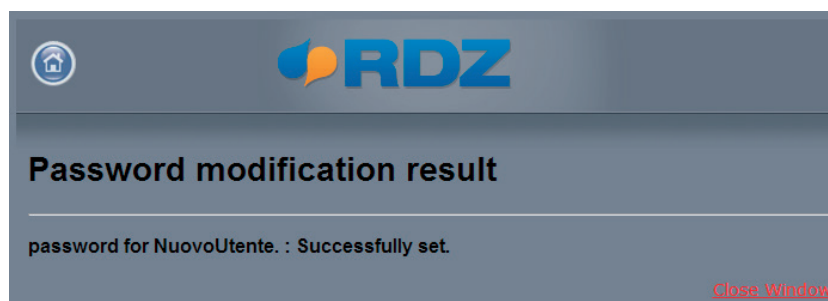 RDZ
Password modification result
password for NuovoUtente. : Successfully set.
Close Window